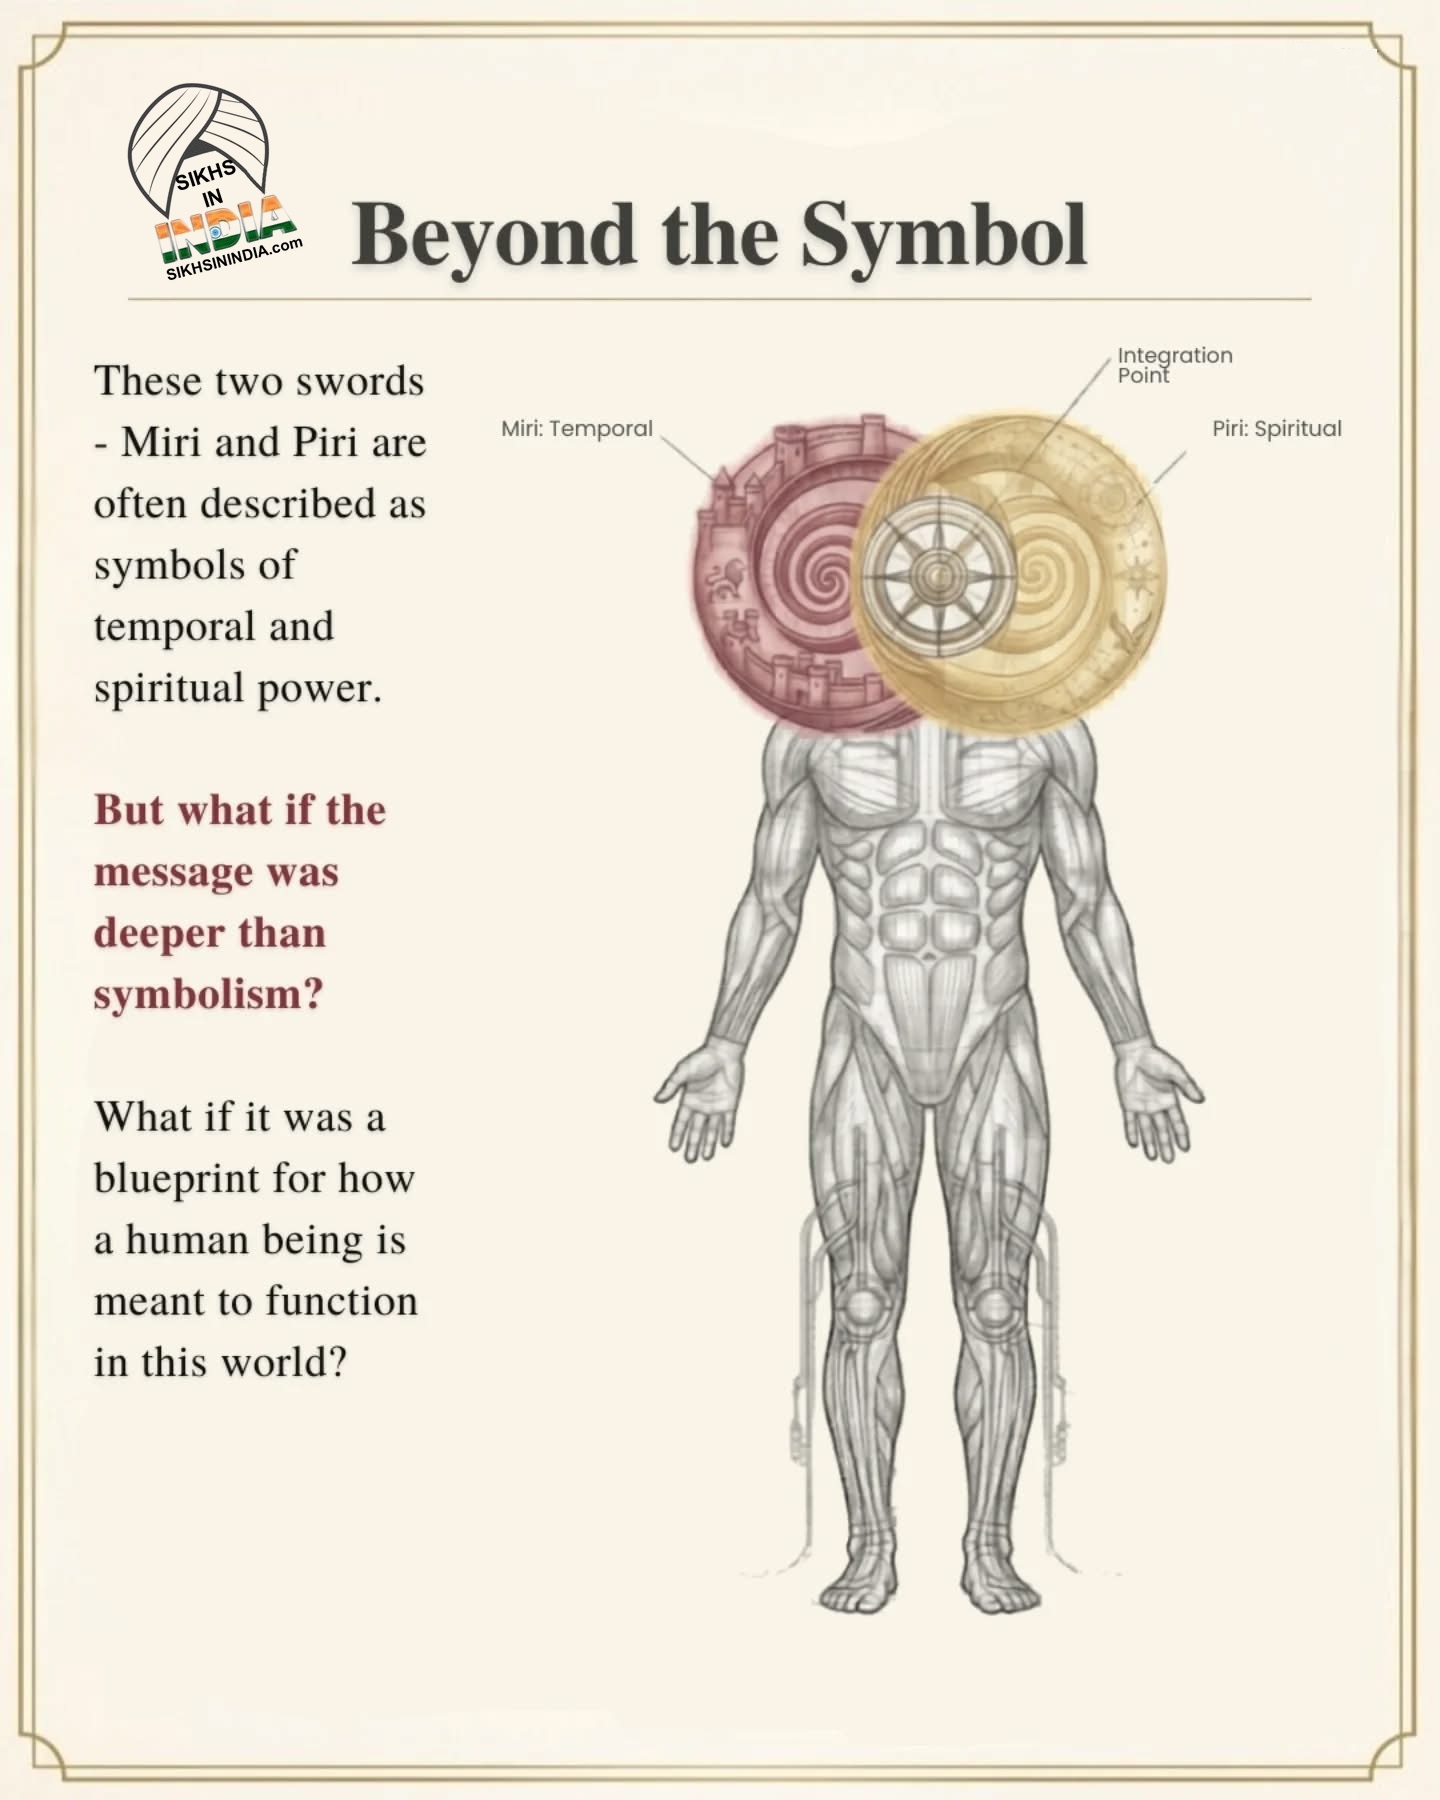 SIKHS
IN
INDIA
SIKHSININDIA.com
Beyond the Symbol
These two swords
- Miri and Piri are
often described as
symbols of
temporal and
spiritual power.
But what if the
message was
deeper than
symbolism?
What if it was a
blueprint for how
a human being is
meant to function
in this world?
Integration
Point
Miri: Temporal
Piri: Spiritual